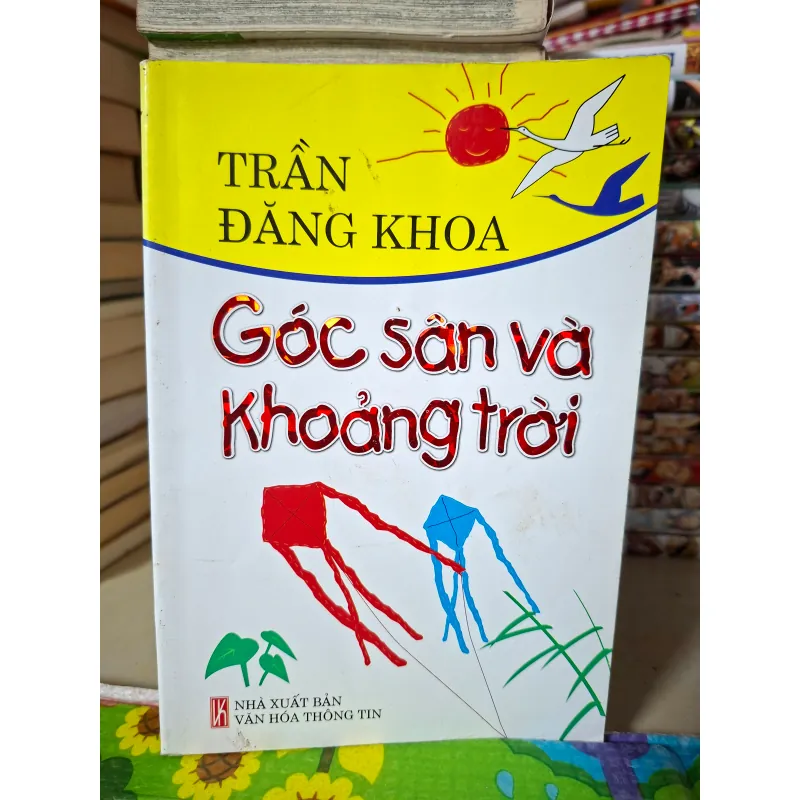 TRẦN
ĐĂNG KHOA
Góc sân và
Khoảng trời
NHÀ XUẤT BẢN
VĂN HÓA THÔNG TIN